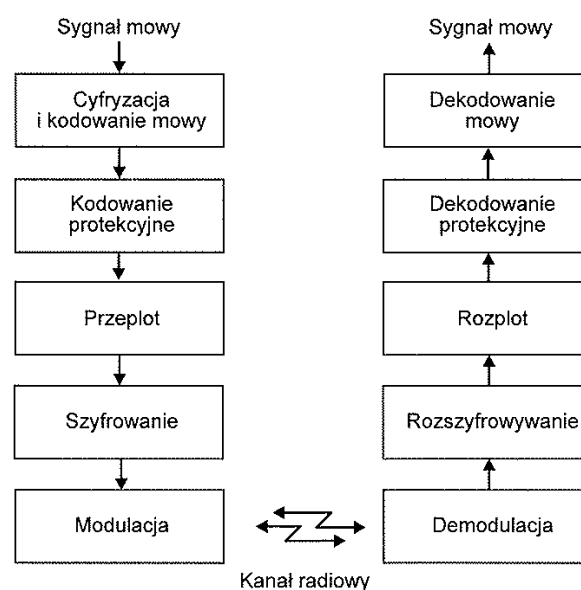 Sygnał mowy
Cyfryzacja
i kodowanie mowy
Kodowanie
protekcyjne
Przeplot
Szyfrowanie
Modulacja
Kanał radiowy
Sygnał mowy
Dekodowanie
mowy
Dekodowanie
protekcyjne
Rozplot
Rozszyfrowywanie
Demodulacja